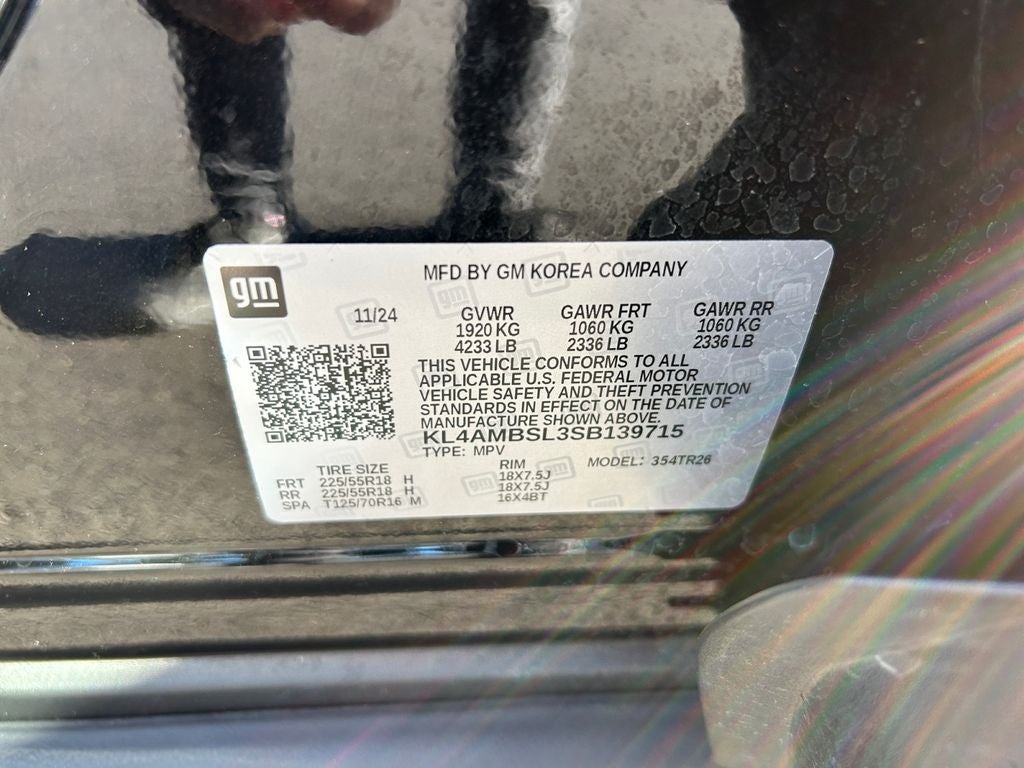 gm
MFD BY GM KOREA COMPANY
11/24
GVWR GAWR FRT GAWR RR
1920 KG 1060 KG 1060 KG
4233 LB 2336 LB 2336 LB
THIS VEHICLE CONFORMS TO ALL
APPLICABLE U.S. FEDERAL MOTOR
VEHICLE SAFETY AND THEFT PREVENTION
STANDARDS IN EFFECT ON THE DATE OF
MANUFACTURE SHOWN ABOVE.
KL4AMBSL3SB139715
TYPE: MPV
MODEL: 354TR26
TIRE SIZE RIM
FRT 225/55R18 H 18X7.5J
RR 225/55R18 H 18X7.5J
SPA T125/70R16 M 16X4BT